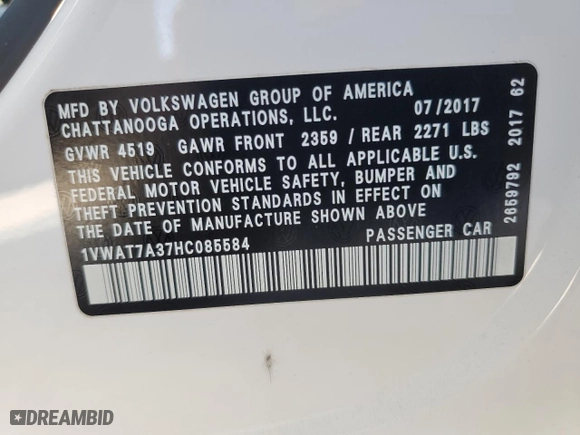 MFD BY VOLKSWAGEN GROUP OF AMERICA
CHATTANOOGA OPERATIONS, LLC. 07/2017
GVWR 4519 GAWR FRONT 2359 / REAR 2271 LBS
THIS VEHICLE CONFORMS TO ALL APPLICABLE U.S.
FEDERAL MOTOR VEHICLE SAFETY, BUMPER AND
THEFT PREVENTION STANDARDS IN EFFECT ON
THE DATE OF MANUFACTURE SHOWN ABOVE
1VWAT7A37HC085584 PASSENGER CAR
2659792 2017 62
DREAMBID